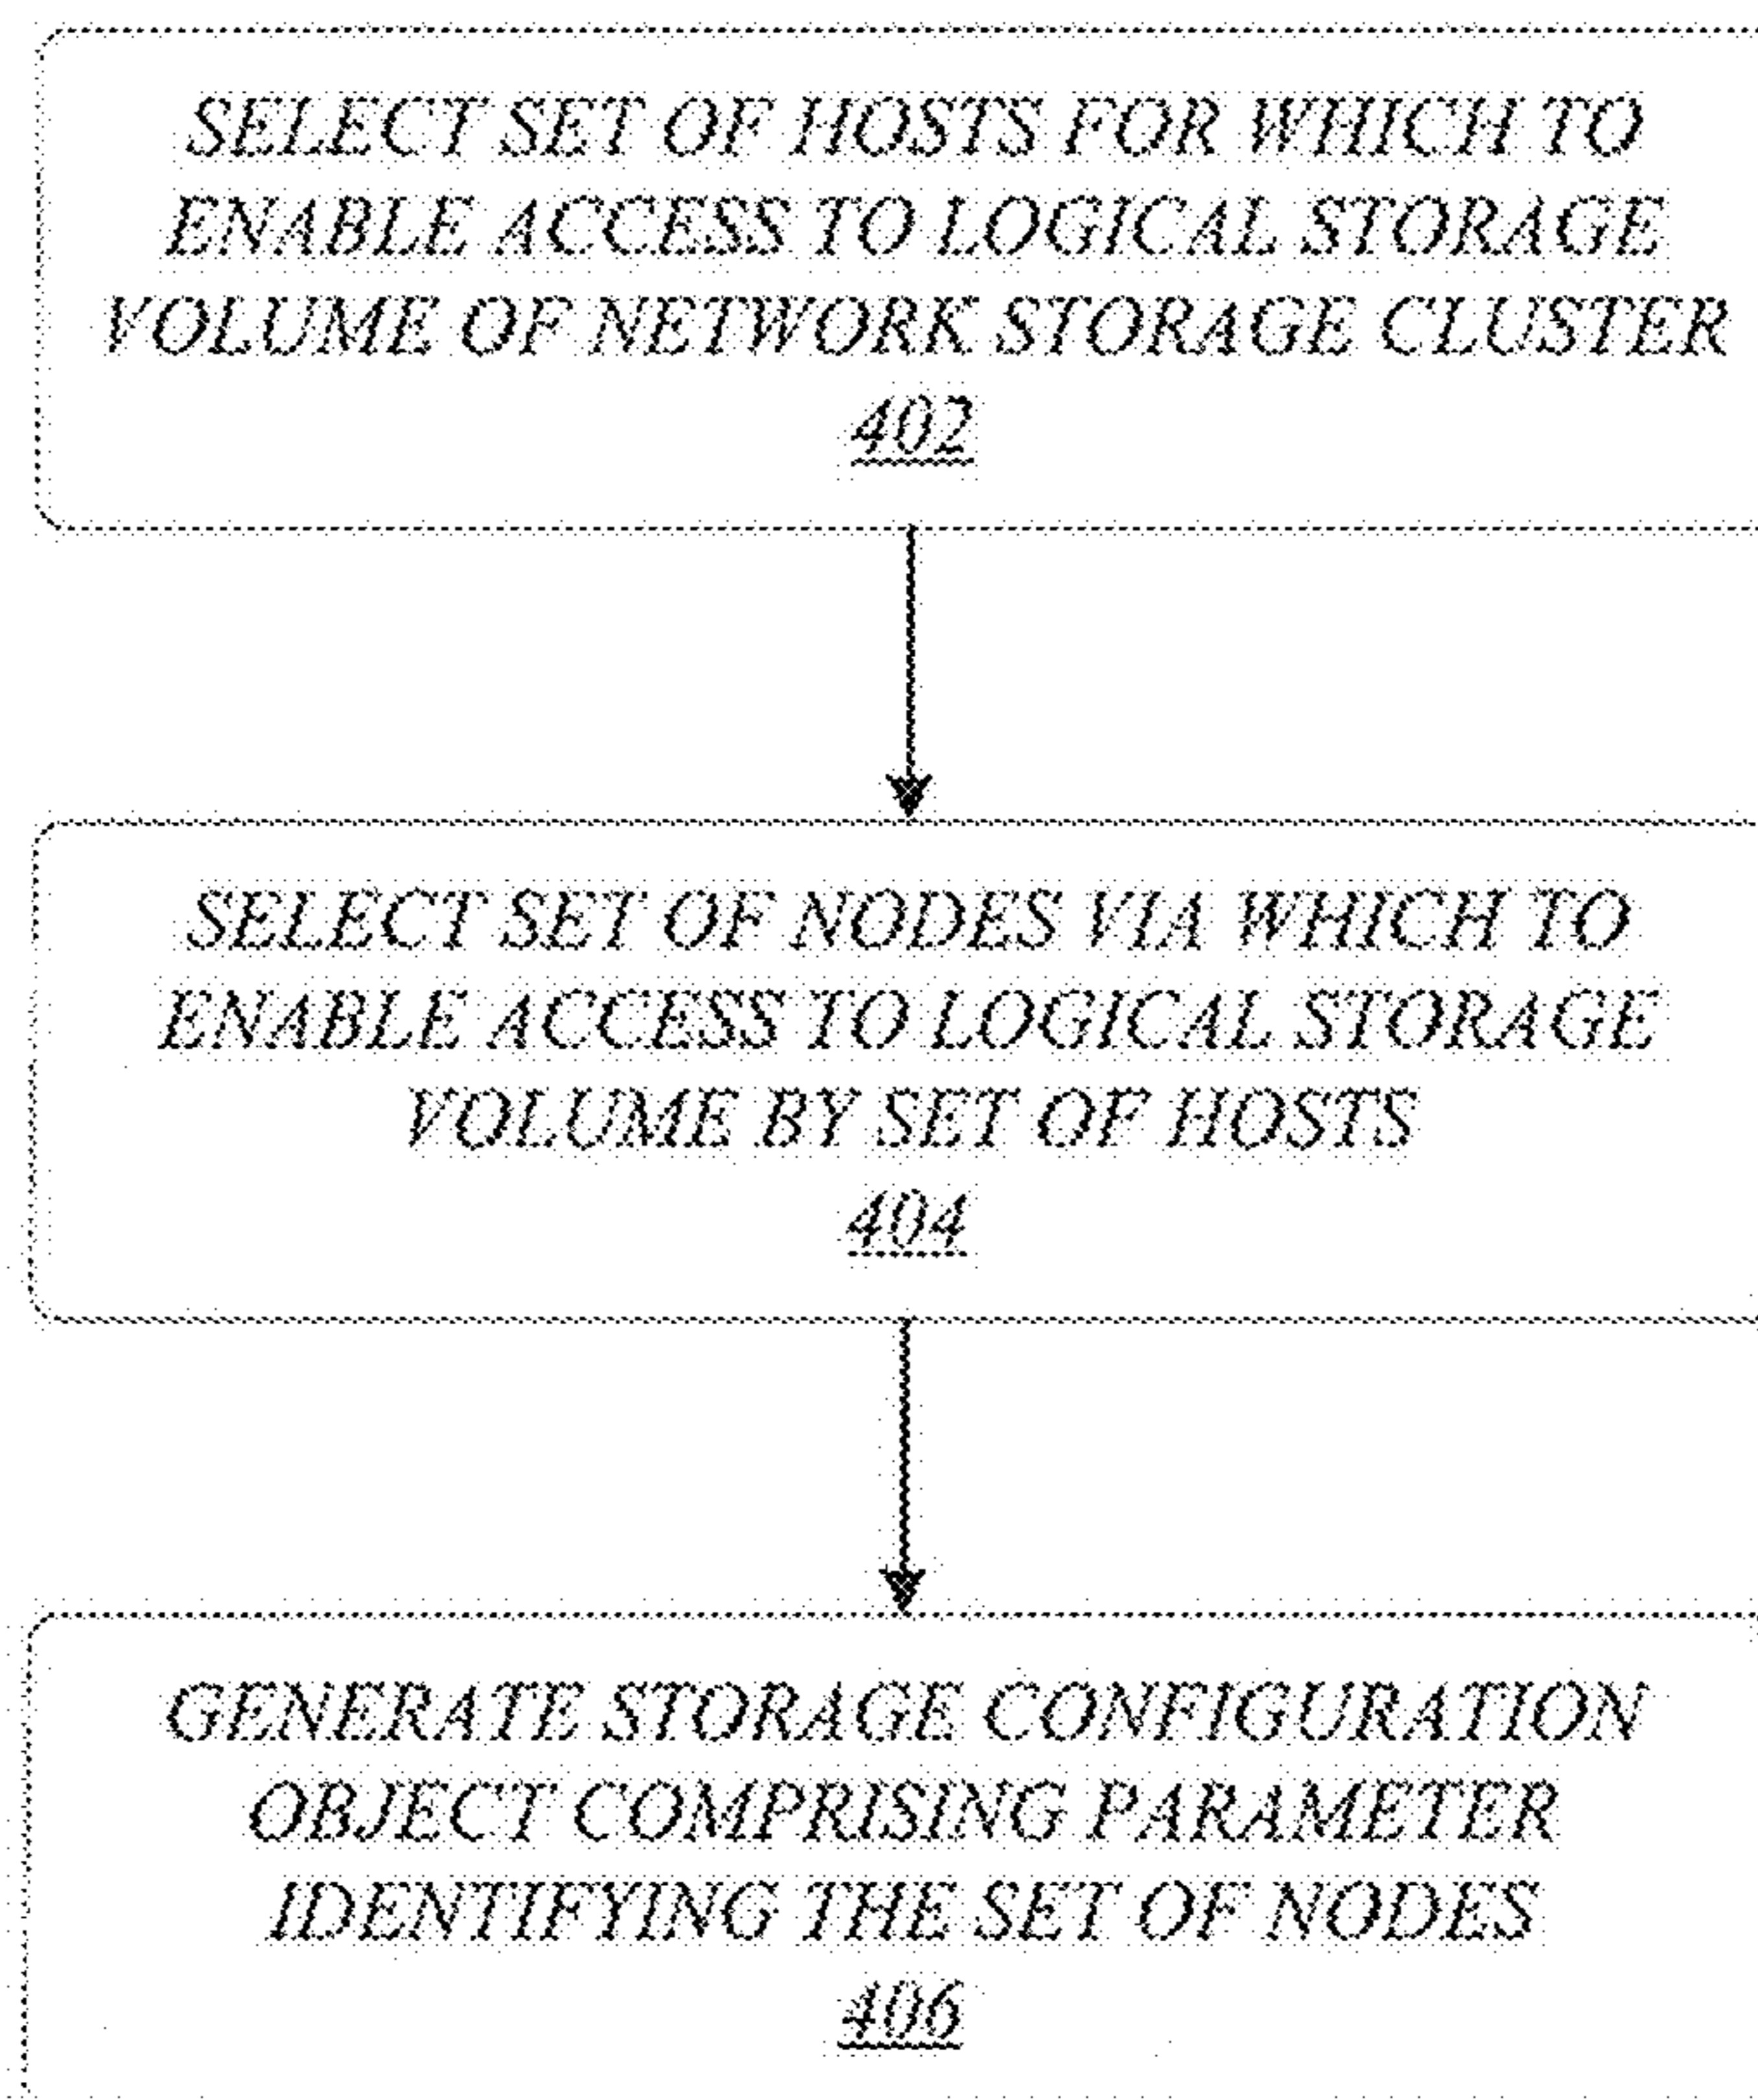 SELECT SET OF HOSTS FOR WHICH TO
ENABLE ACCESS TO LOGICAL STORAGE
VOLUME OF NETWORK STORAGE CLUSTER
402
SELECT SET OF NODES VIA WHICH TO
ENABLE ACCESS TO LOGICAL STORAGE
VOLUME BY SET OF HOSTS
404
GENERATE STORAGE CONFIGURATION
OBJECT COMPRISING PARAMETER
IDENTIFYING THE SET OF NODES
406